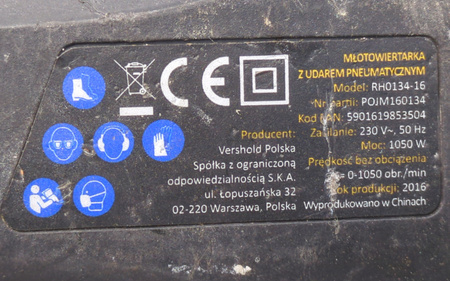 CE
Producent:
Vershold Polska
Spółka z ograniczoną
odpowiedzialnością S.K.A.
ul. Łopuszańska 32
02-220 Warszawa, Polska
MŁOTOWIERTARKA
Z UDAREM PNEUMATYCZNYM
Model: RH0134-16
Nr partii: POJM160134
Kod EAN: 5901619853504
Zasilanie: 230 V~, 50 Hz
Moc: 1050 W
Prędkość bez obciążenia
= 0-1050 obr./min
Rok produkcji: 2016
Wyprodukowano w Chinach